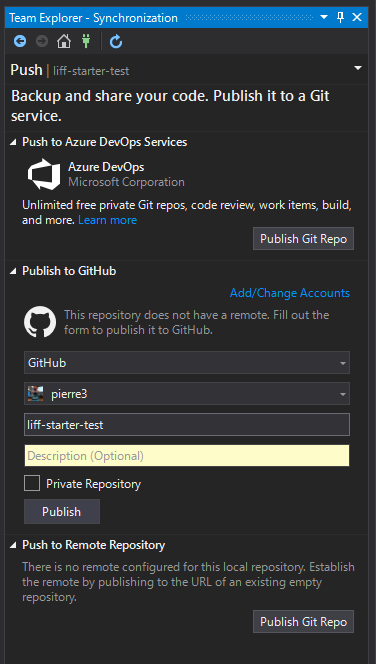 Team Explorer - Synchronization
Push | liff-starter-test
Backup and share your code. Publish it to a Git
service.
Push to Azure DevOps Services
Azure DevOps
Microsoft Corporation
Unlimited free private Git repos, code review, work items, build,
and more. Learn more
Publish Git Repo
Publish to GitHub
Add/Change Accounts
This repository does not have a remote. Fill out the
form to publish it to GitHub.
GitHub
pierre3
liff-starter-test
Description (Optional)
Private Repository
Publish
Push to Remote Repository
There is no remote configured for this local repository. Establish
the remote by publishing to the URL of an existing empty
repository.
Publish Git Repo